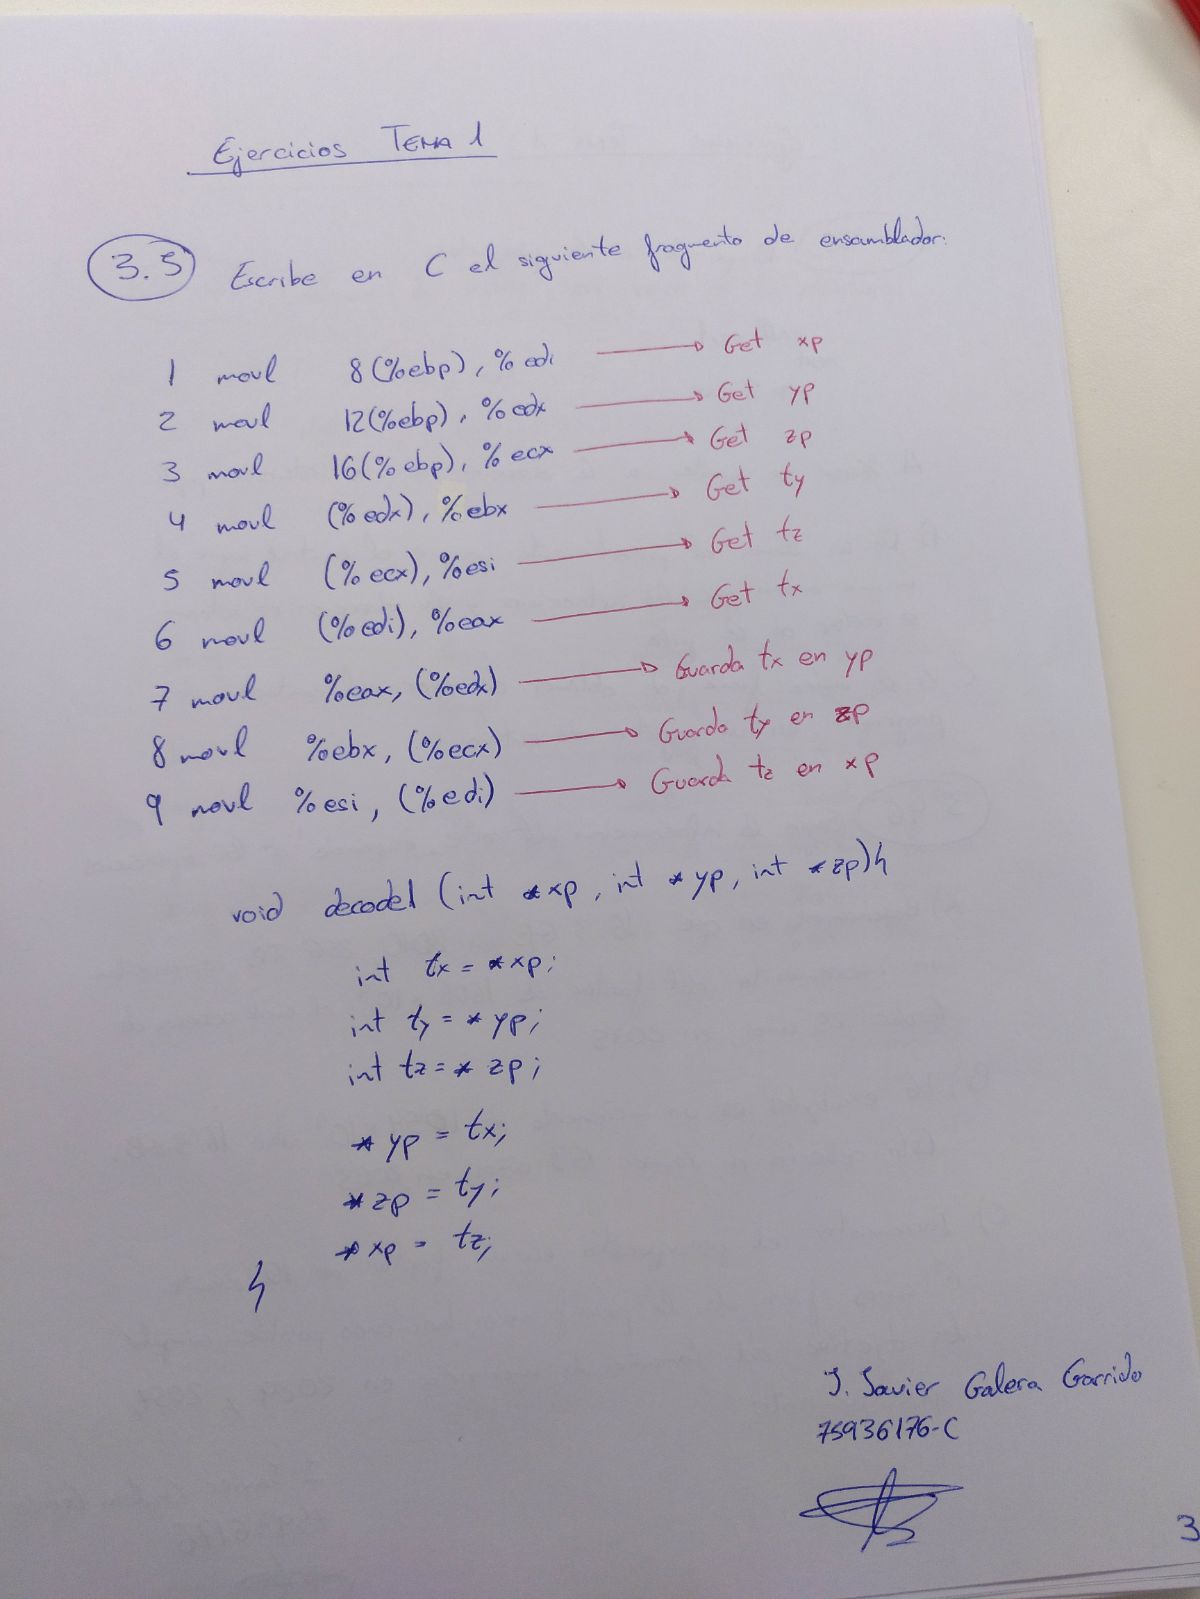 Ejercicios TEMA 1
3.5 Escribe en C el siguiente fragmento de ensamblador:
1 movl 8(%ebp), %edi → Get xp
2 movl 12(%ebp), %edx → Get yp
3 movl 16(%ebp), %ecx → Get zp
4 movl (%edx), %ebx → Get ty
5 movl (%ecx), %esi → Get tz
6 movl (%edi), %eax → Get tx
7 movl %eax, (%edx) → Guarda tx en yp
8 movl %ebx, (%ecx) → Guarda ty en zp
9 movl %esi, (%edi) → Guarda tz en xp
void decode1 (int *xp, int *yp, int *zp){
int tx = *xp;
int ty = *yp;
int tz = *zp;
*yp = tx;
*zp = ty;
*xp = tz;
}
J. Javier Galera Garrido
75936176-C
3